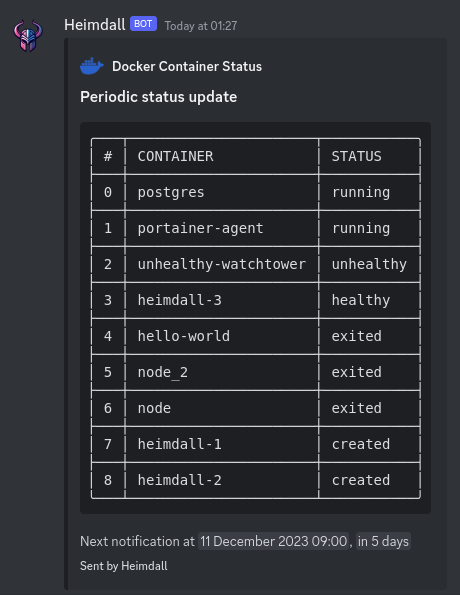 Heimdall BOT Today at 01:27
Docker Container Status
Periodic status update
# CONTAINER STATUS
0 postgres running
1 portainer-agent running
2 unhealthy-watchtower unhealthy
3 heimdall-3 healthy
4 hello-world exited
5 node_2 exited
6 node exited
7 heimdall-1 created
8 heimdall-2 created
Next notification at 11 December 2023 09:00, in 5 days
Sent by Heimdall